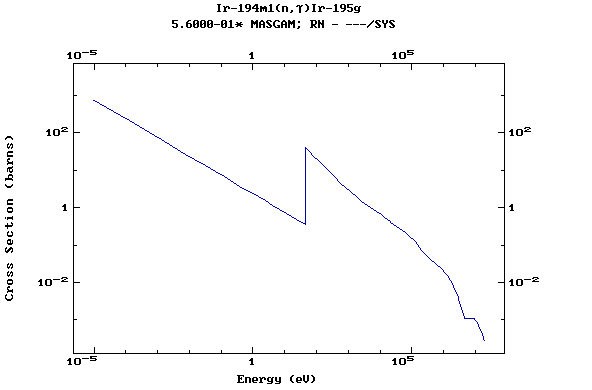 Ir-194m1(n,γ)Ir-195g
5.6000-01* MASGAM; RN - ---/SYS
10⁻⁵ 10⁵
10² 10²
1 1
10⁻² 10⁻²
10⁻⁵ 1 10⁵
Cross Section (barns)
Energy (eV)